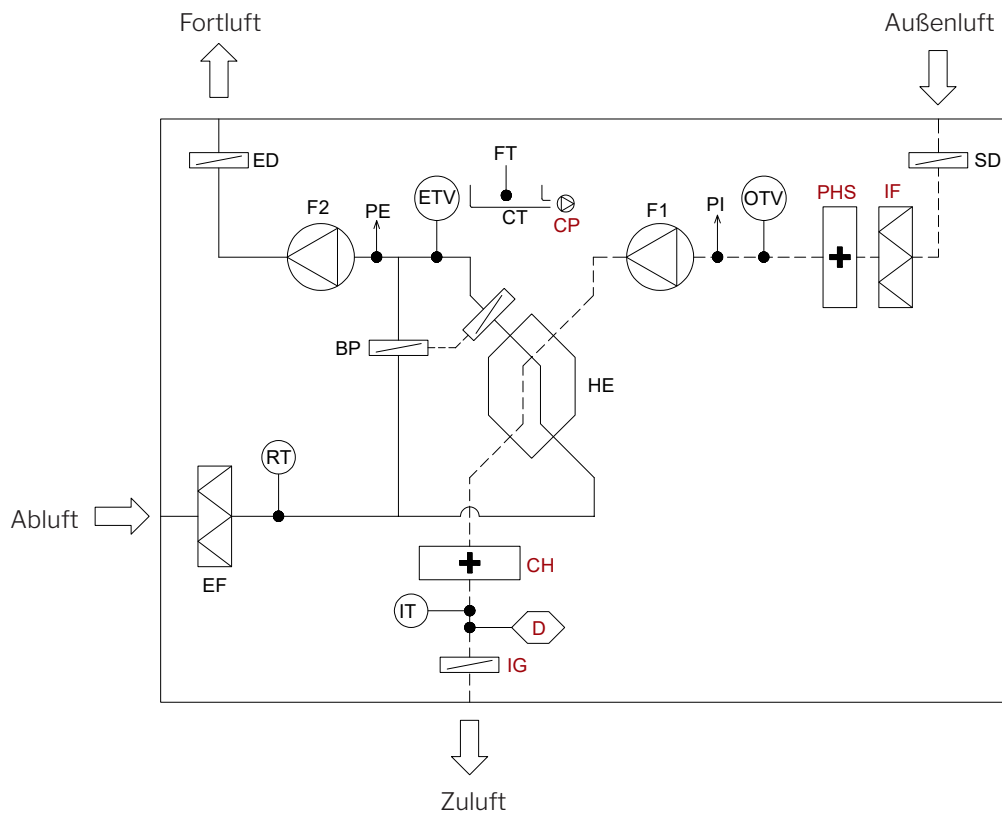 Fortluft
Außenluft
ED
FT
SD
F2
PE
ETV
CT
CP
F1
PI
OTV
PHS
IF
BP
HE
RT
Abluft
EF
CH
IT
D
IG
Zuluft